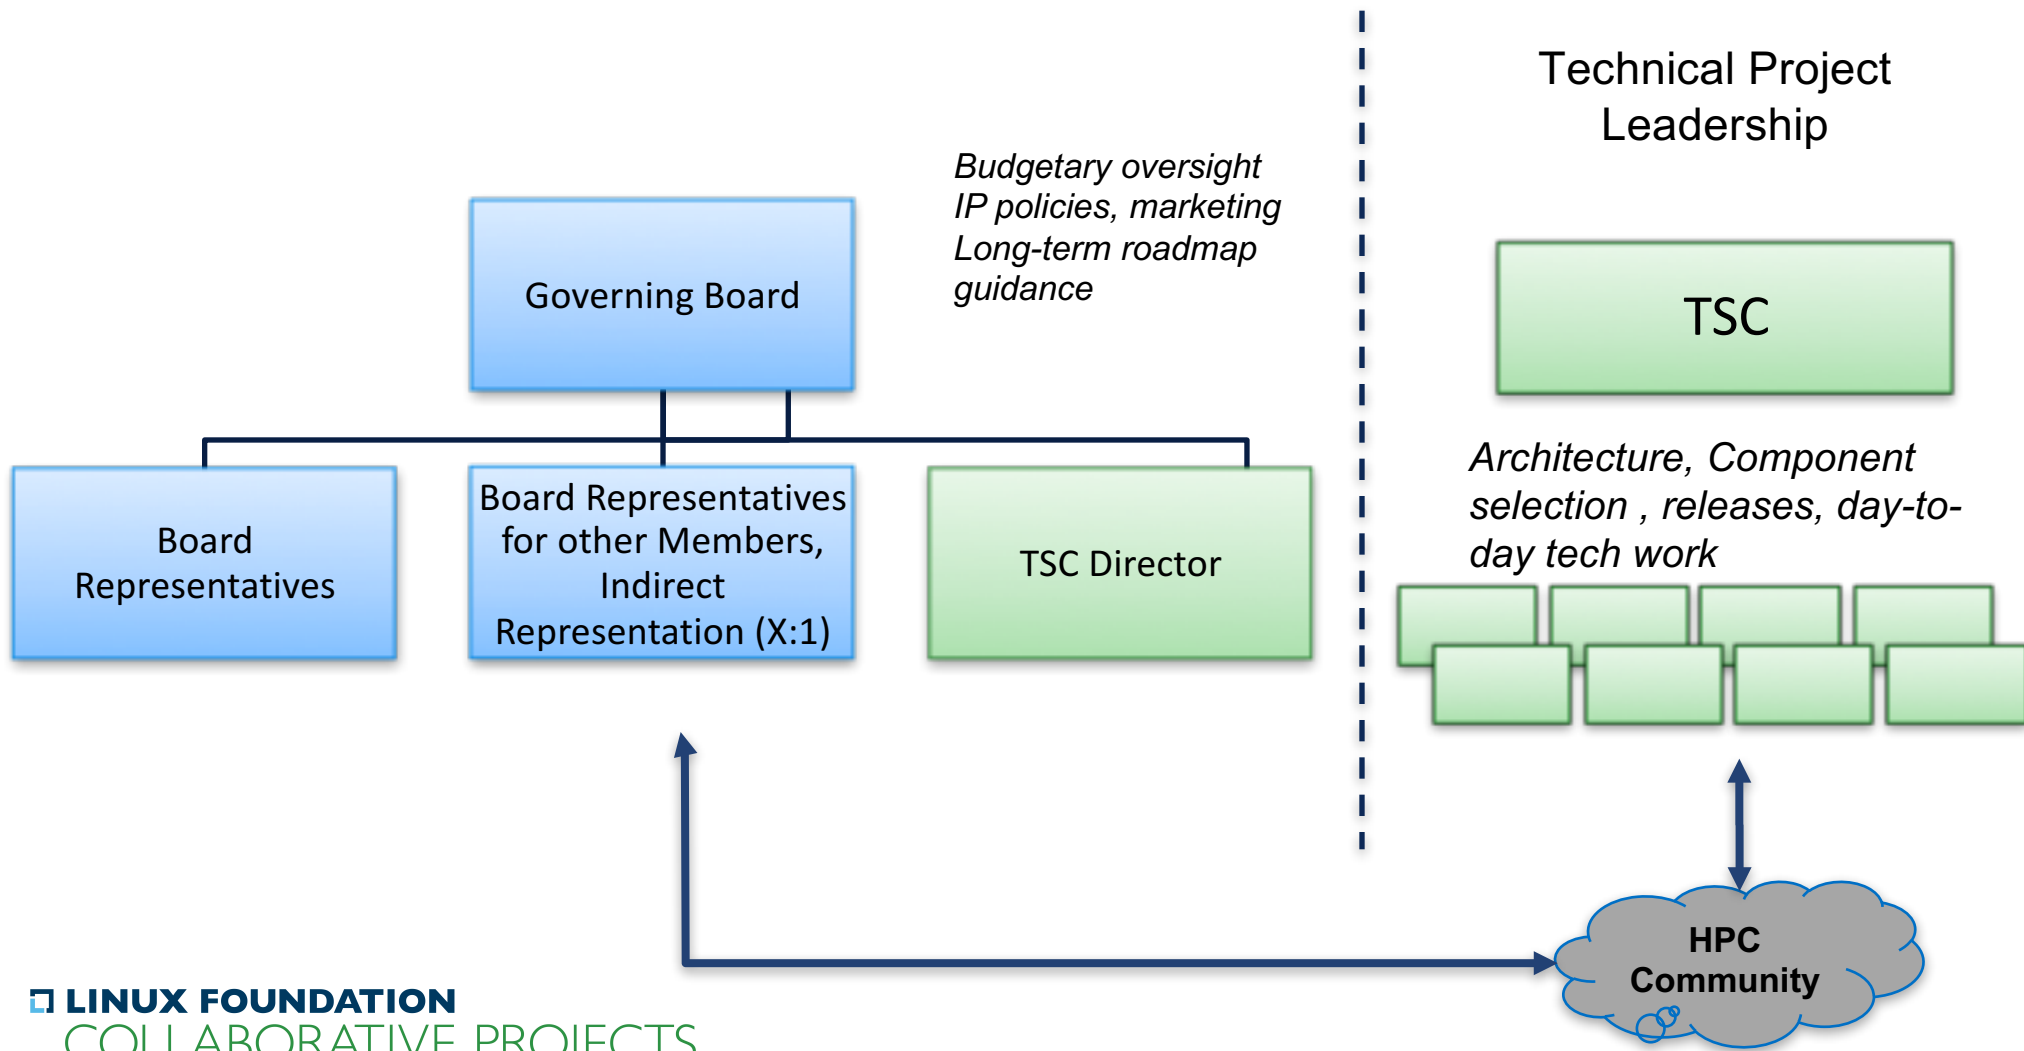 Technical Project
Leadership
Budgetary oversight
IP policies, marketing
Long-term roadmap
guidance
Governing Board
TSC
Board
Representatives
Board Representatives
for other Members,
Indirect
Representation (X:1)
TSC Director
Architecture, Component
selection , releases, day-to-
day tech work
HPC
Community
LINUX FOUNDATION
COLLABORATIVE PROJECTS